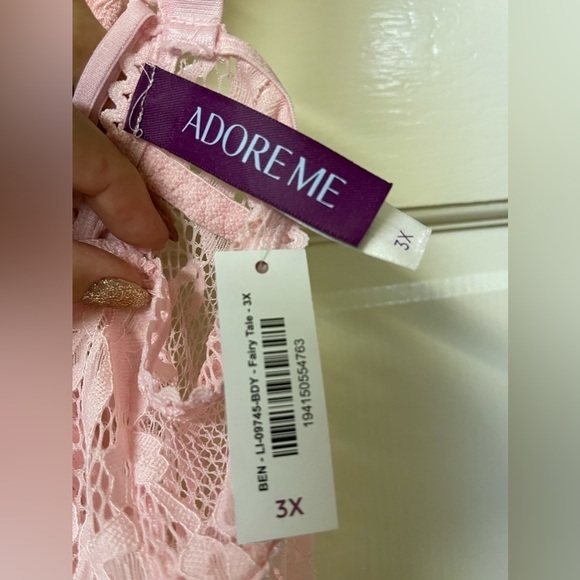 ADORE ME
3X
BEN - LI-09745-BDY - Fairy Tale - 3X
194150554763
3X